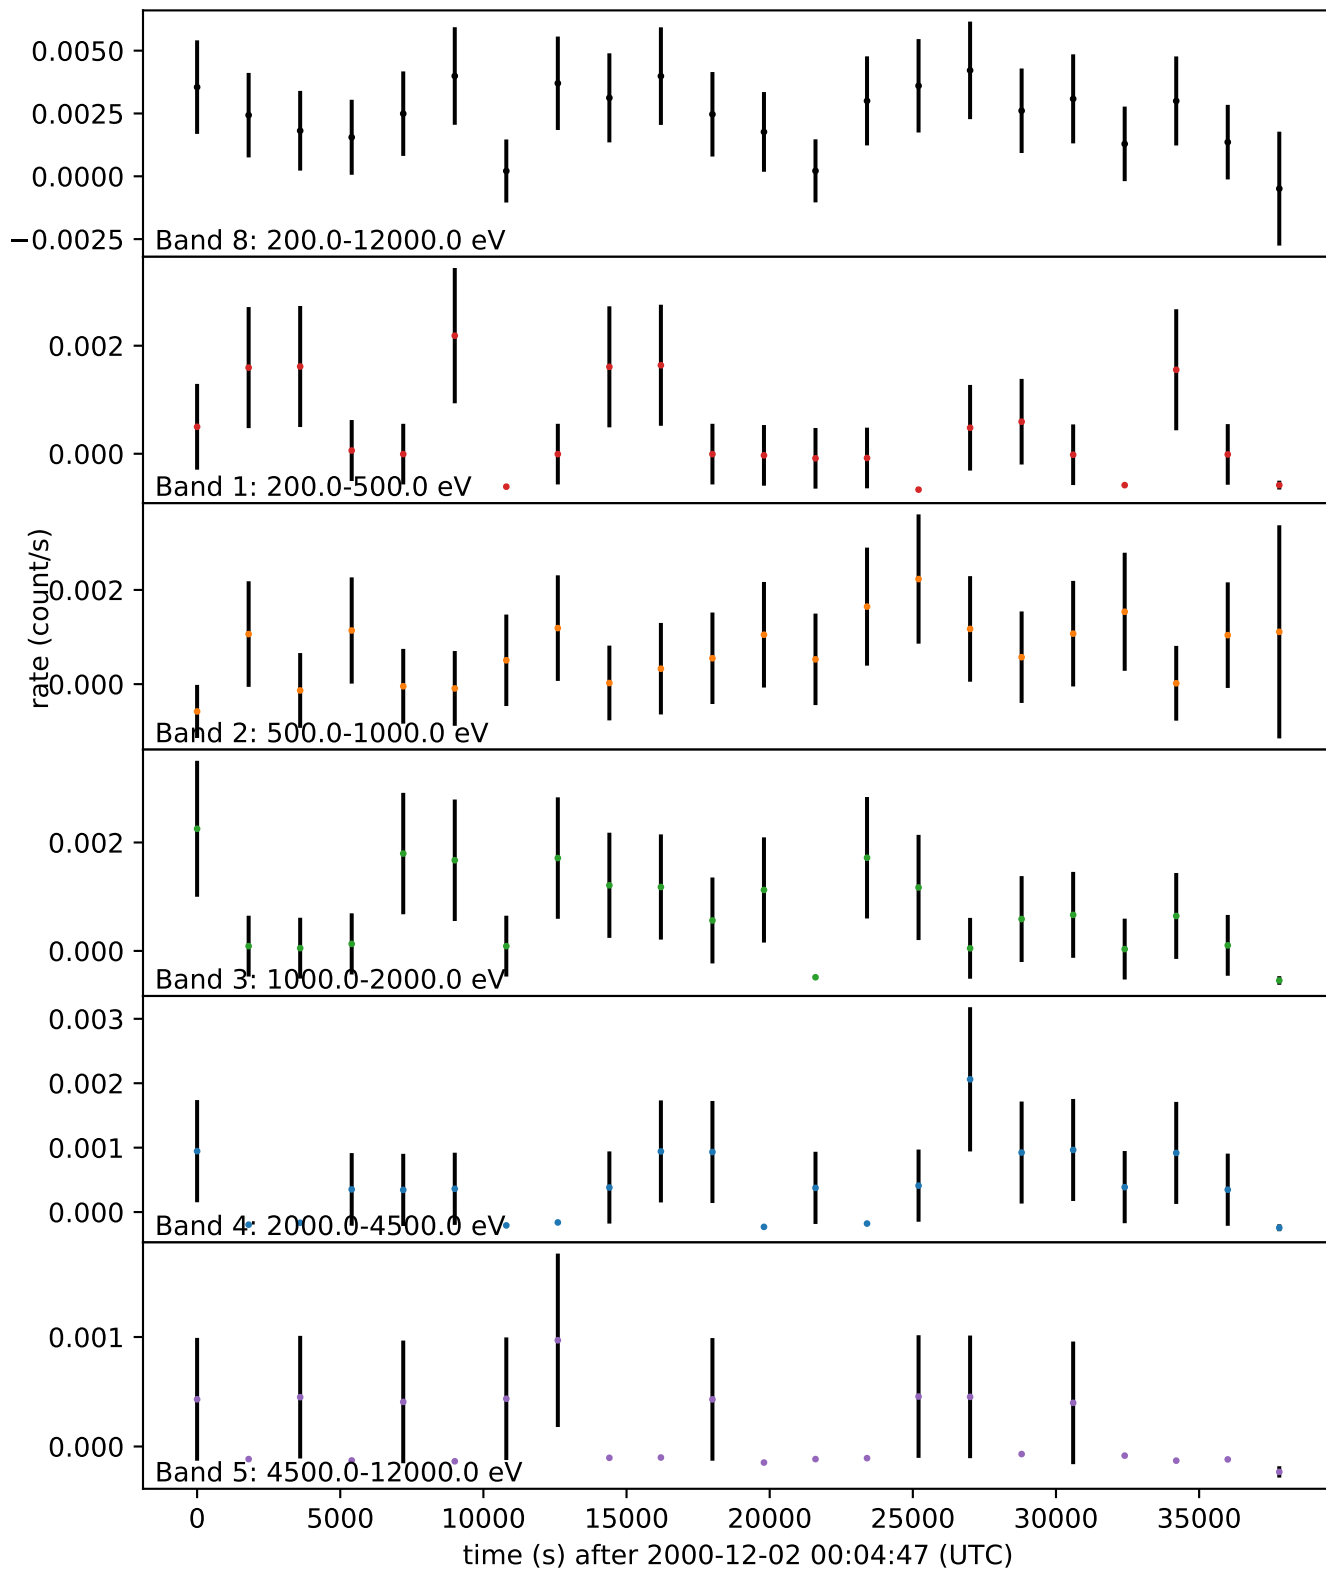 0.0050
0.0025
0.0000
−0.0025
Band 8: 200.0-12000.0 eV
0.002
0.000
Band 1: 200.0-500.0 eV
rate (count/s)
0.002
0.000
Band 2: 500.0-1000.0 eV
0.002
0.000
Band 3: 1000.0-2000.0 eV
0.003
0.002
0.001
0.000
Band 4: 2000.0-4500.0 eV
0.001
0.000
Band 5: 4500.0-12000.0 eV
0 5000 10000 15000 20000 25000 30000 35000
time (s) after 2000-12-02 00:04:47 (UTC)